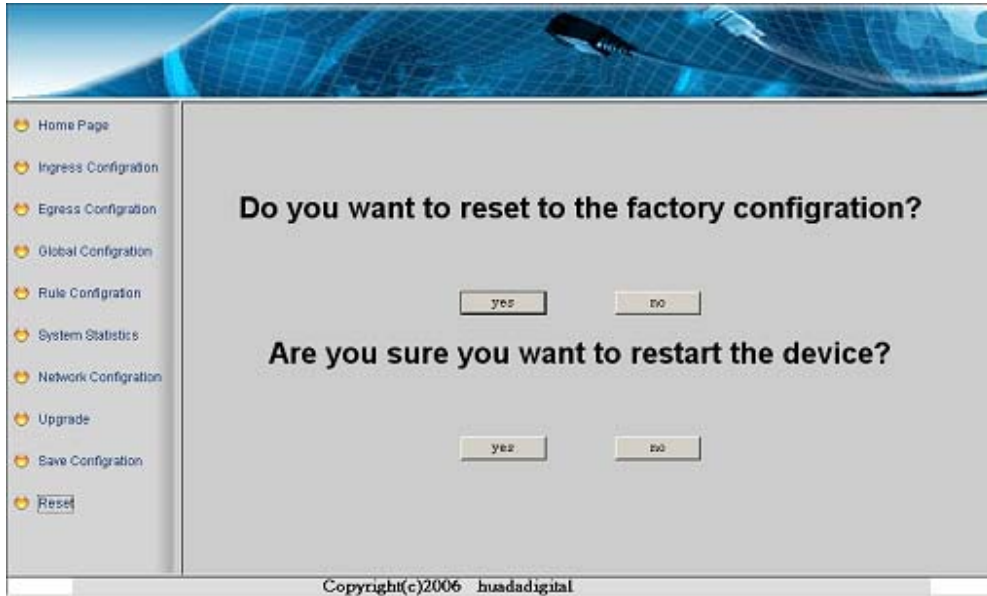 Home Page
Ingress Configration
Egress Configration
Global Configration
Rule Configration
System Statistics
Network Configration
Upgrade
Save Configration
Reset
Do you want to reset to the factory configration?
yes no
Are you sure you want to restart the device?
yes no
Copyright(c)2006 huadadigital